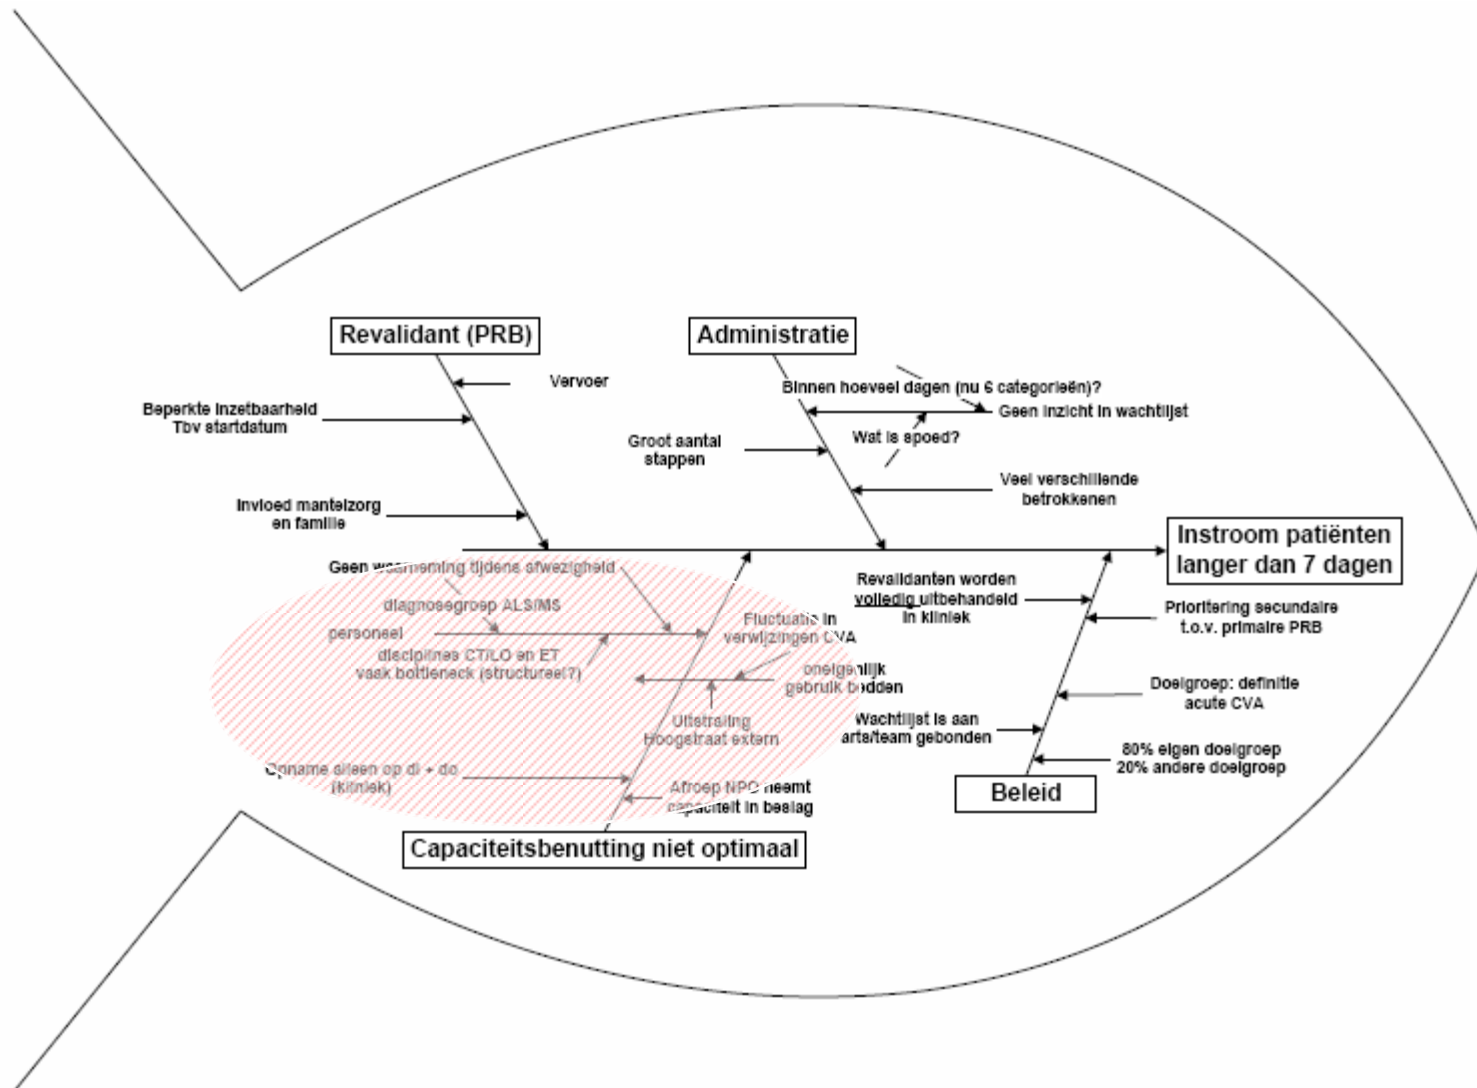 Revalidant (PRB)
Vervoer
Beperkte inzetbaarheid
Tbv startdatum
Invloed mantelzorg
en familie
Administratie
Binnen hoeveel dagen (nu 6 categorieën)?
Geen inzicht in wachtlijst
Wat is spoed?
Groot aantal
stappen
Veel verschillende
betrokkenen
Instroom patiënten
langer dan 7 dagen
Geen waarneming tijdens afwezigheid
diagnosegroep ALS/MS
personeel
disciplines CT/LO en ET
vaak bottleneck (structureel?)
Fluctuatie in
verwijzingen CVA
oneigenlijk
gebruik bedden
Uitstraling
Hoogstraat extern
Opname alleen op di + do
(kliniek)
Afroep NPO neemt
capaciteit in beslag
Capaciteitsbenutting niet optimaal
Revalidanten worden
volledig uitbehandeld
in kliniek
Prioritering secundaire
t.o.v. primaire PRB
Doelgroep: definitie
acute CVA
Wachtlijst is aan
arts/team gebonden
80% eigen doelgroep
20% andere doelgroep
Beleid